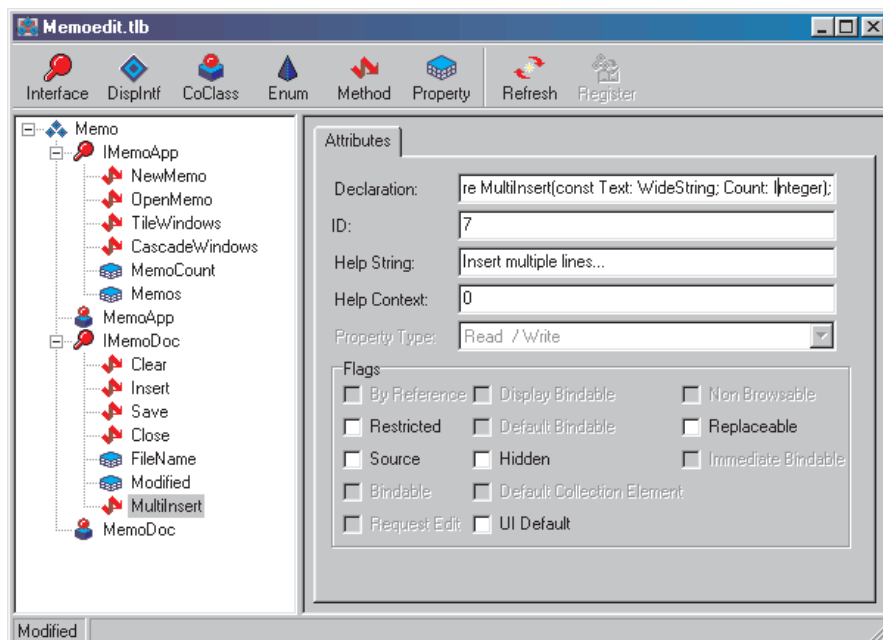 Memoedit.tlb
Interface DispIntf CoClass Enum Method Property Refresh Register
Memo
IMemoApp
NewMemo
OpenMemo
TileWindows
CascadeWindows
MemoCount
Memos
MemoApp
IMemoDoc
Clear
Insert
Save
Close
FileName
Modified
MultiInsert
MemoDoc
Attributes
Declaration: re MultiInsert(const Text: WideString; Count: Integer);
ID: 7
Help String: Insert multiple lines...
Help Context: 0
Property Type: Read / Write
Flags
By Reference Display Bindable Non Browsable
Restricted Default Bindable Replaceable
Source Hidden Immediate Bindable
Bindable Default Collection Element
Request Edit UI Default
Modified